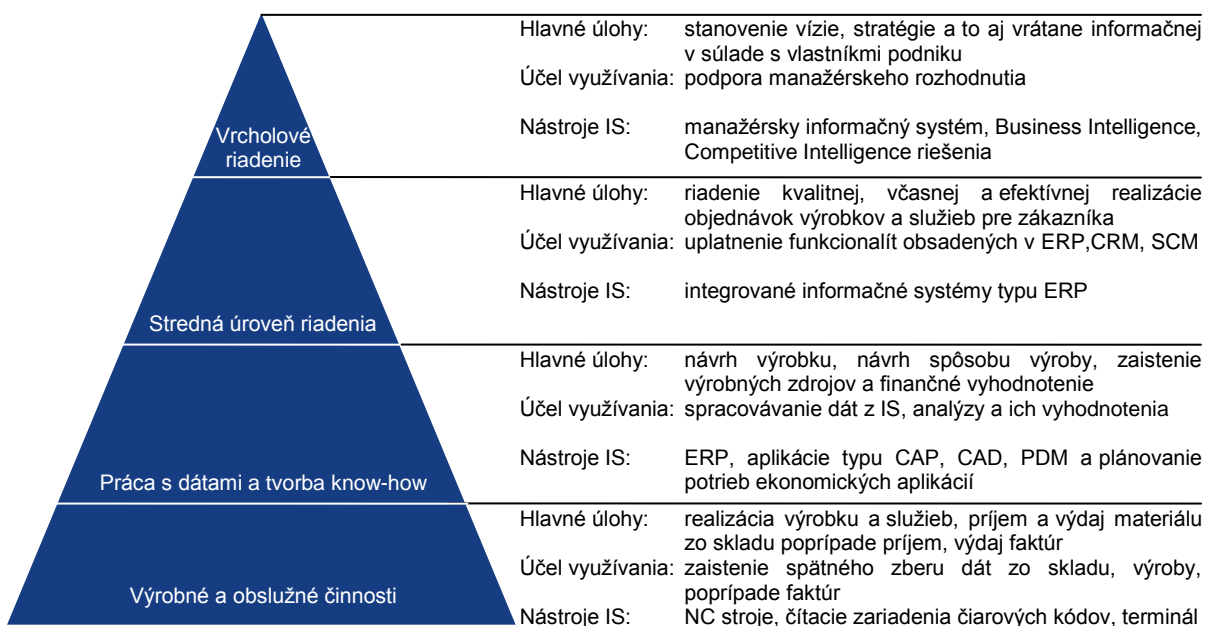 Hlavné úlohy: stanovenie vízie, stratégie a to aj vrátane informačnej
v súlade s vlastníkmi podniku
Účel využívania: podpora manažérskeho rozhodnutia
Vrcholové
riadenie
Nástroje IS: manažérsky informačný systém, Business Intelligence,
Competitive Intelligence riešenia
Hlavné úlohy: riadenie kvalitnej, včasnej a efektívnej realizácie
objednávok výrobkov a služieb pre zákazníka
Účel využívania: uplatnenie funkcionalít obsadených v ERP,CRM, SCM
Nástroje IS: integrované informačné systémy typu ERP
Stredná úroveň riadenia
Hlavné úlohy: návrh výrobku, návrh spôsobu výroby, zaistenie
výrobných zdrojov a finančné vyhodnotenie
Účel využívania: spracovávanie dát z IS, analýzy a ich vyhodnotenia
Nástroje IS: ERP, aplikácie typu CAP, CAD, PDM a plánovanie
potrieb ekonomických aplikácií
Práca s dátami a tvorba know-how
Hlavné úlohy: realizácia výrobku a služieb, príjem a výdaj materiálu
zo skladu poprípade príjem, výdaj faktúr
Účel využívania: zaistenie spätného zberu dát zo skladu, výroby,
poprípade faktúr
Výrobné a obslužné činnosti
Nástroje IS: NC stroje, čítacie zariadenia čiarových kódov, terminál